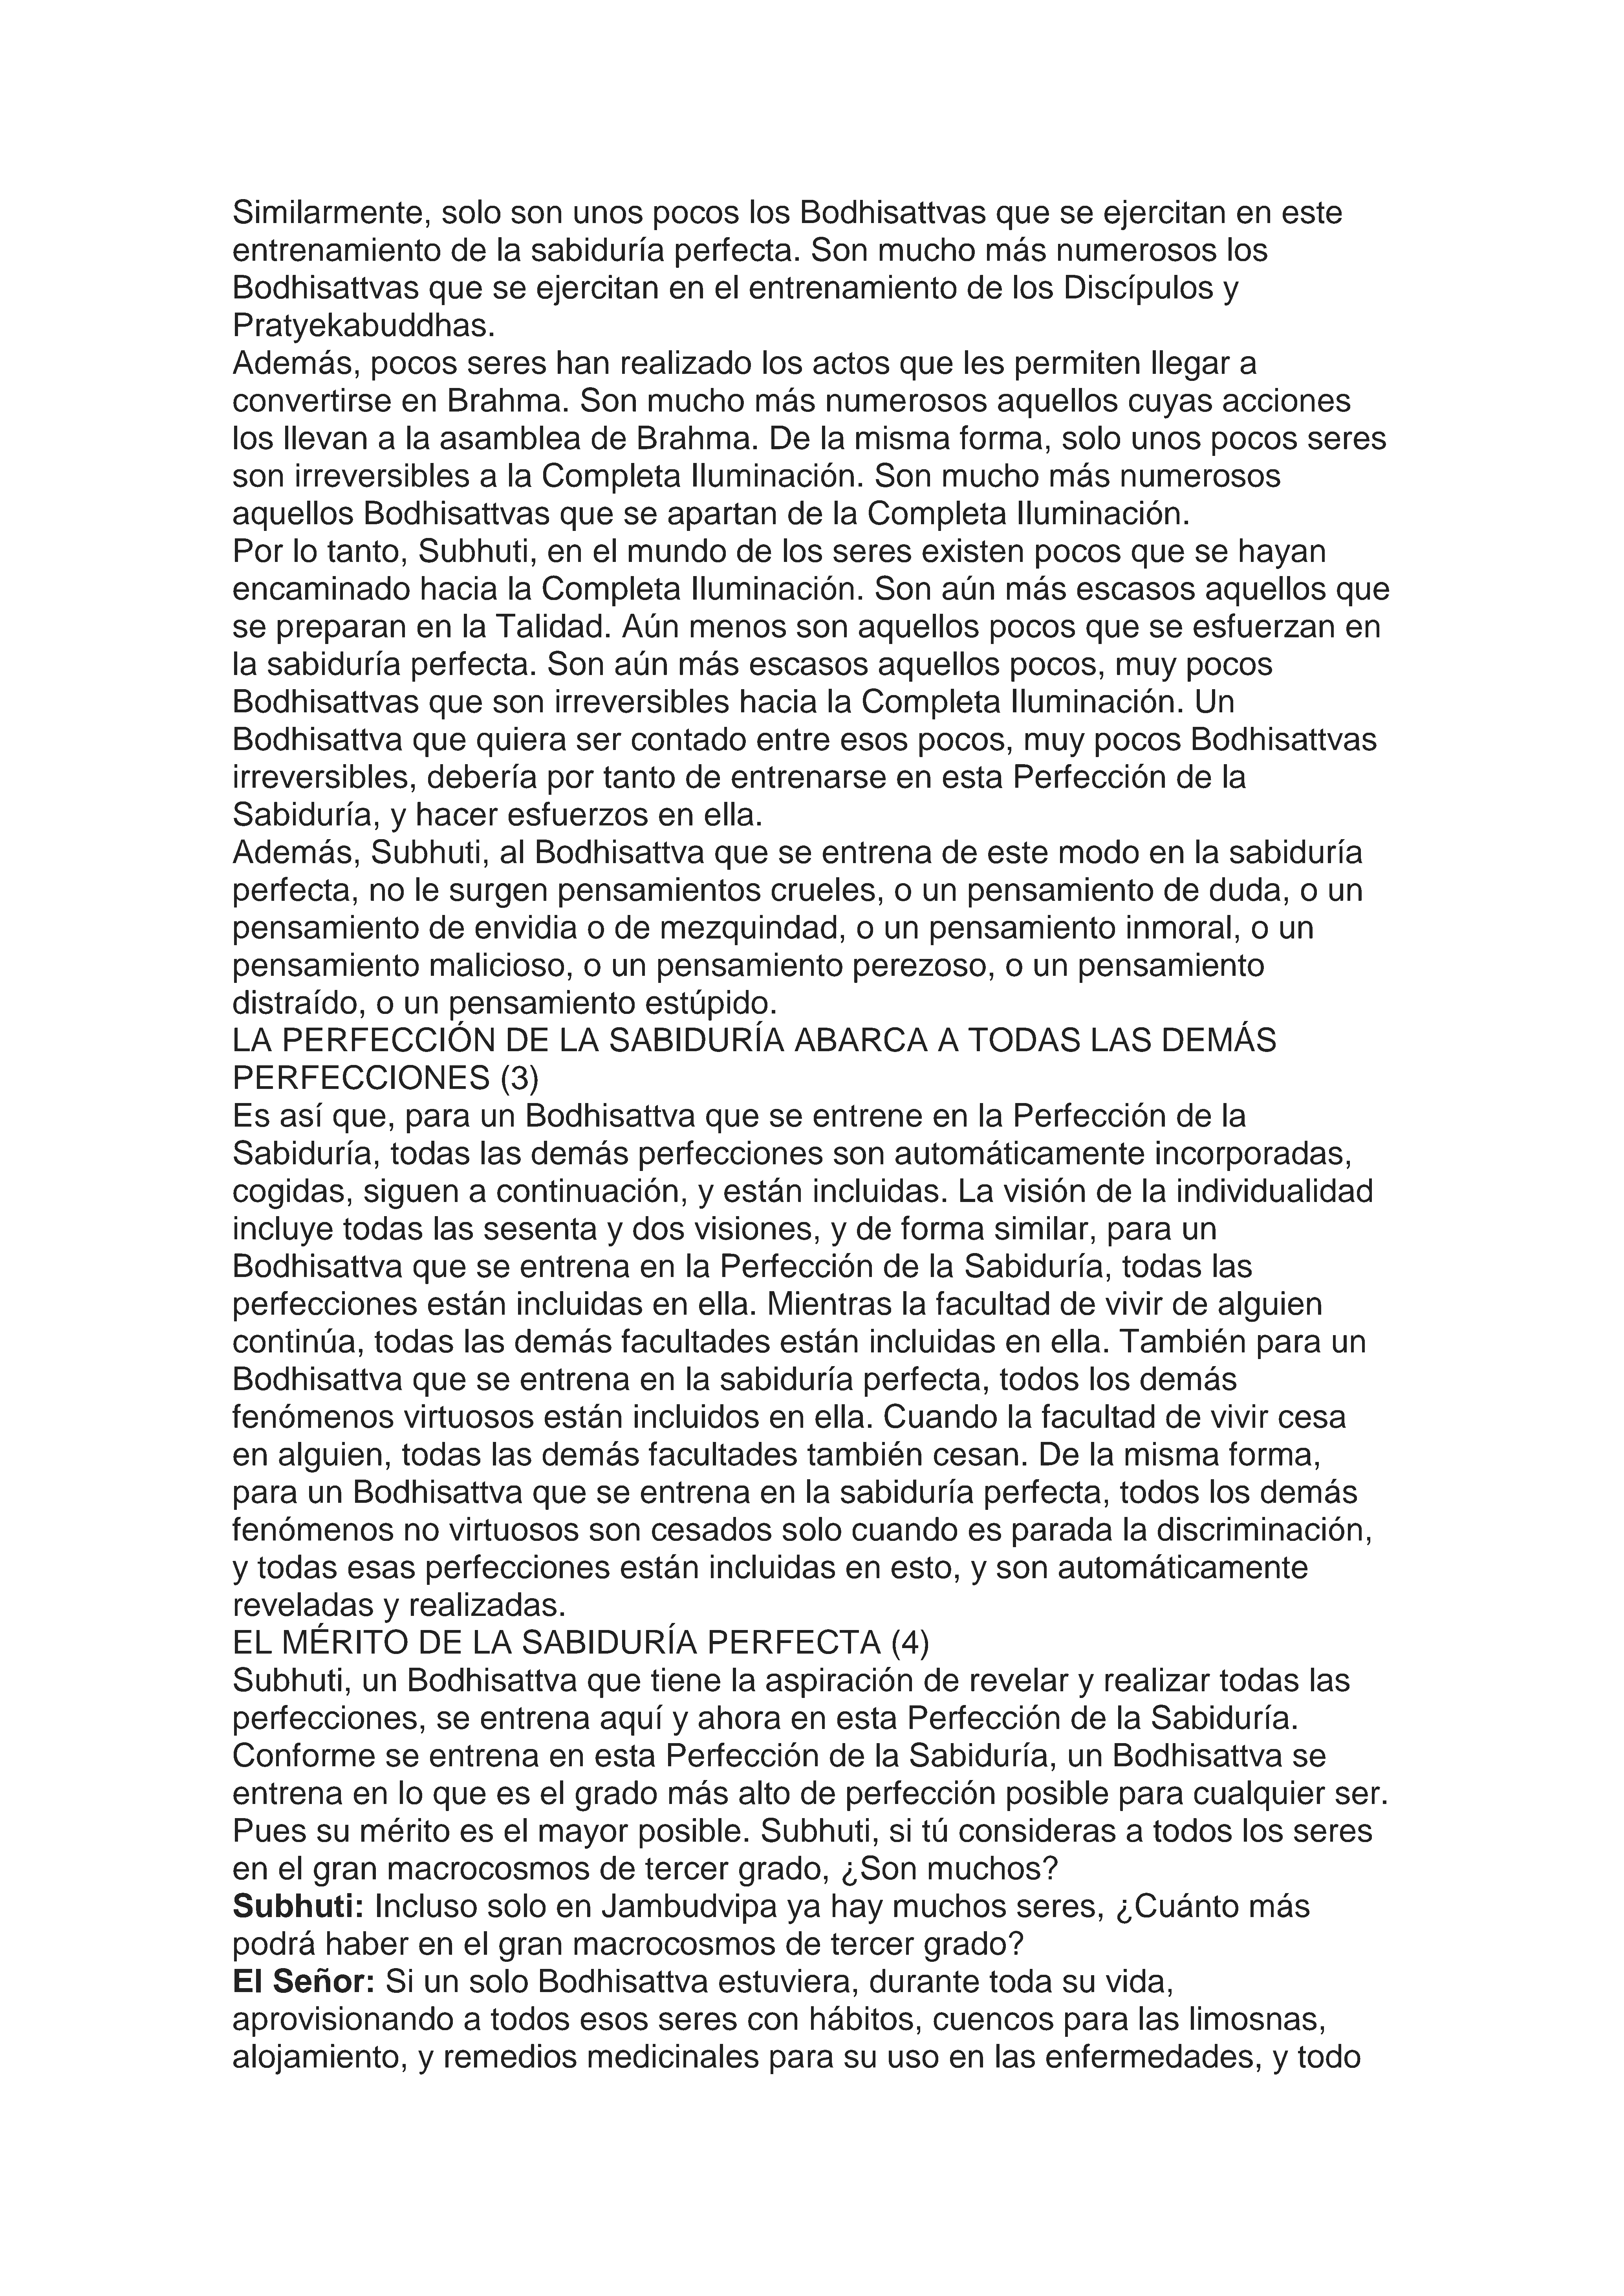 Similarmente, solo son unos pocos los Bodhisattvas que se ejercitan en este
entrenamiento de la sabiduría perfecta. Son mucho más numerosos los
Bodhisattvas que se ejercitan en el entrenamiento de los Discípulos y
Pratyekabuddhas.
Además, pocos seres han realizado los actos que les permiten llegar a
convertirse en Brahma. Son mucho más numerosos aquellos cuyas acciones
los llevan a la asamblea de Brahma. De la misma forma, solo unos pocos seres
son irreversibles a la Completa Iluminación. Son mucho más numerosos
aquellos Bodhisattvas que se apartan de la Completa Iluminación.
Por lo tanto, Subhuti, en el mundo de los seres existen pocos que se hayan
encaminado hacia la Completa Iluminación. Son aún más escasos aquellos que
se preparan en la Talidad. Aún menos son aquellos pocos que se esfuerzan en
la sabiduría perfecta. Son aún más escasos aquellos pocos, muy pocos
Bodhisattvas que son irreversibles hacia la Completa Iluminación. Un
Bodhisattva que quiera ser contado entre esos pocos, muy pocos Bodhisattvas
irreversibles, debería por tanto de entrenarse en esta Perfección de la
Sabiduría, y hacer esfuerzos en ella.
Además, Subhuti, al Bodhisattva que se entrena de este modo en la sabiduría
perfecta, no le surgen pensamientos crueles, o un pensamiento de duda, o un
pensamiento de envidia o de mezquindad, o un pensamiento inmoral, o un
pensamiento malicioso, o un pensamiento perezoso, o un pensamiento
distraído, o un pensamiento estúpido.
LA PERFECCIÓN DE LA SABIDURÍA ABARCA A TODAS LAS DEMÁS
PERFECCIONES (3)
Es así que, para un Bodhisattva que se entrene en la Perfección de la
Sabiduría, todas las demás perfecciones son automáticamente incorporadas,
cogidas, siguen a continuación, y están incluidas. La visión de la individualidad
incluye todas las sesenta y dos visiones, y de forma similar, para un
Bodhisattva que se entrena en la Perfección de la Sabiduría, todas las
perfecciones están incluidas en ella. Mientras la facultad de vivir de alguien
continúa, todas las demás facultades están incluidas en ella. También para un
Bodhisattva que se entrena en la sabiduría perfecta, todos los demás
fenómenos virtuosos están incluidos en ella. Cuando la facultad de vivir cesa
en alguien, todas las demás facultades también cesan. De la misma forma,
para un Bodhisattva que se entrena en la sabiduría perfecta, todos los demás
fenómenos no virtuosos son cesados solo cuando es parada la discriminación,
y todas esas perfecciones están incluidas en esto, y son automáticamente
reveladas y realizadas.
EL MÉRITO DE LA SABIDURÍA PERFECTA (4)
Subhuti, un Bodhisattva que tiene la aspiración de revelar y realizar todas las
perfecciones, se entrena aquí y ahora en esta Perfección de la Sabiduría.
Conforme se entrena en esta Perfección de la Sabiduría, un Bodhisattva se
entrena en lo que es el grado más alto de perfección posible para cualquier ser.
Pues su mérito es el mayor posible. Subhuti, si tú consideras a todos los seres
en el gran macrocosmos de tercer grado, ¿Son muchos?
Subhuti: Incluso solo en Jambudvipa ya hay muchos seres, ¿Cuánto más
podrá haber en el gran macrocosmos de tercer grado?
El Señor: Si un solo Bodhisattva estuviera, durante toda su vida,
aprovisionando a todos esos seres con hábitos, cuencos para las limosnas,
alojamiento, y remedios medicinales para su uso en las enfermedades, y todo